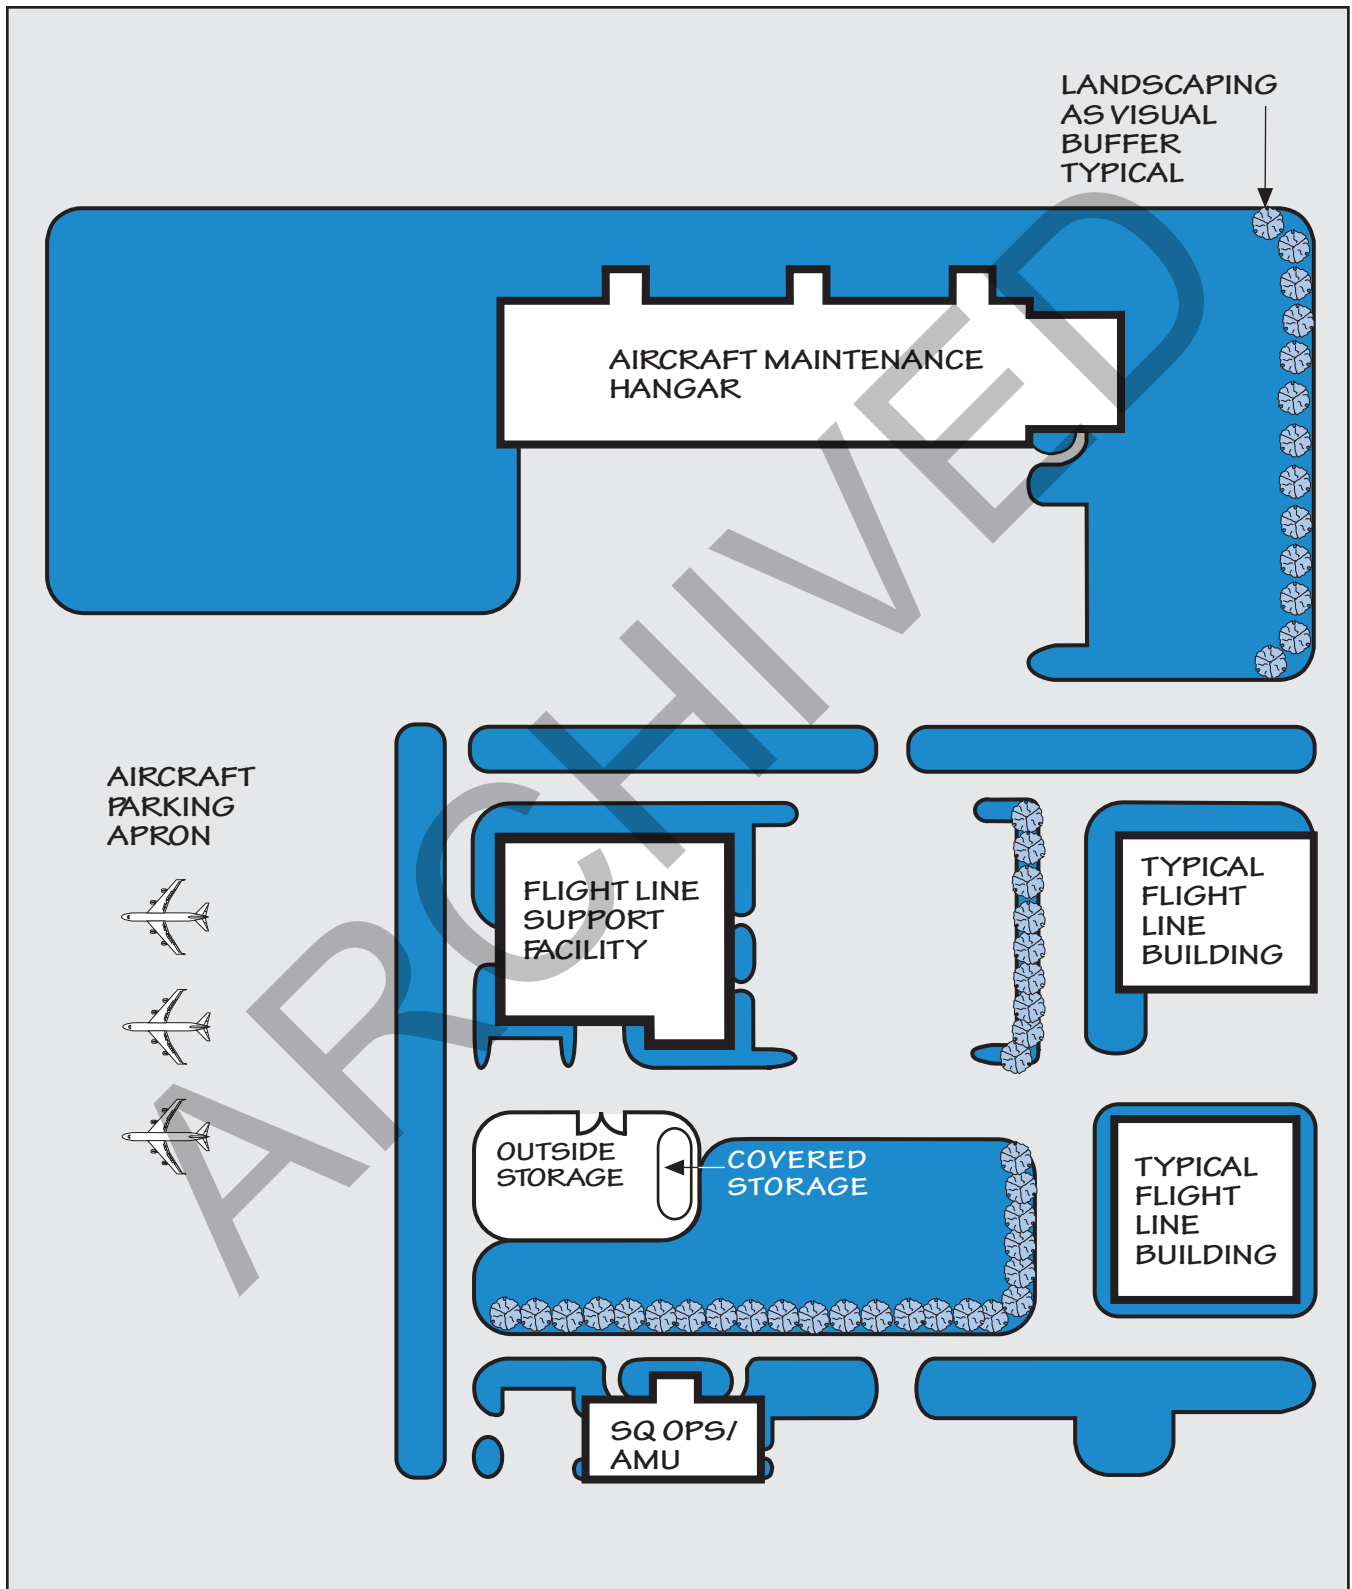 LANDSCAPING
AS VISUAL
BUFFER
TYPICAL
AIRCRAFT MAINTENANCE
HANGAR
AIRCRAFT
PARKING
APRON
FLIGHT LINE
SUPPORT
FACILITY
TYPICAL
FLIGHT
LINE
BUILDING
OUTSIDE
STORAGE
COVERED
STORAGE
TYPICAL
FLIGHT
LINE
BUILDING
SQ OPS/
AMU
ARCHIVED